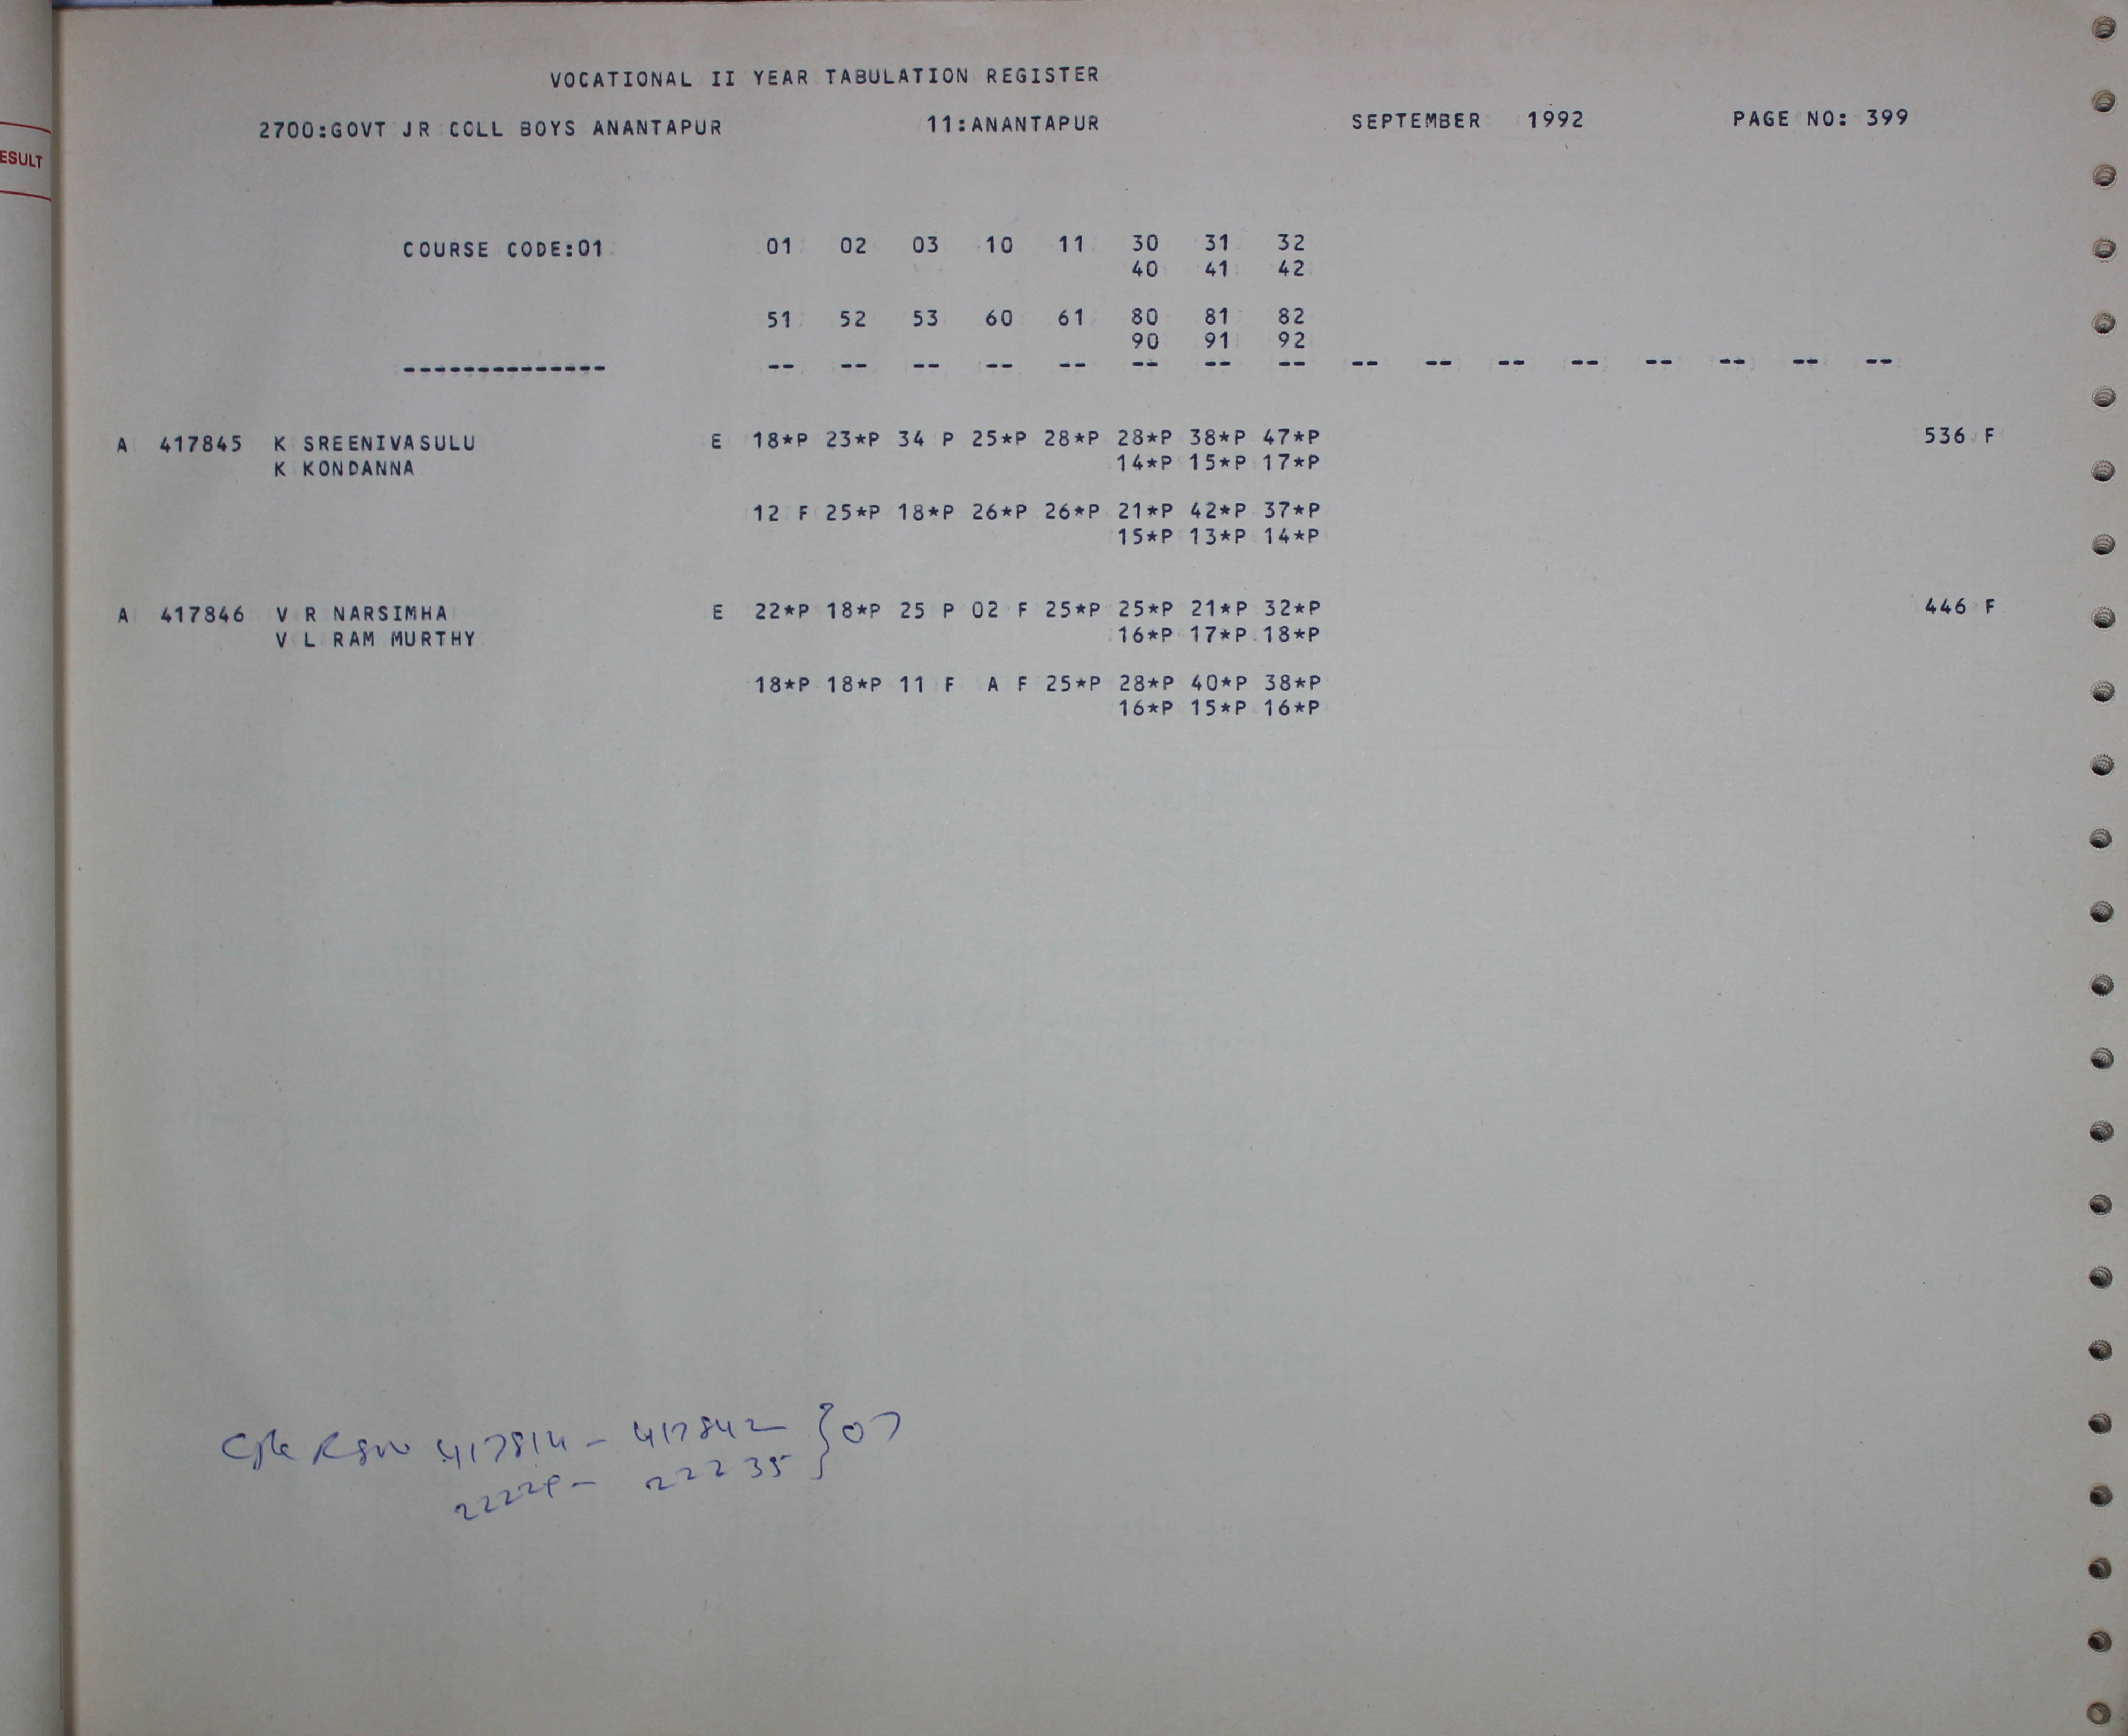 VOCATIONAL II YEAR TABULATION REGISTER
2700:GOVT JR COLL BOYS ANANTAPUR 11:ANANTAPUR SEPTEMBER 1992 PAGE NO: 399
ESULT
COURSE CODE:01 01 02 03 10 11 30 31 32
40 41 42
51 52 53 60 61 80 81 82
90 91 92
-------------- -- -- -- -- -- -- -- -- -- -- -- -- -- -- -- --
A 417845 K SREENIVASULU E 18*P 23*P 34 P 25*P 28*P 28*P 38*P 47*P 536 F
K KONDANNA 14*P 15*P 17*P
12 F 25*P 18*P 26*P 26*P 21*P 42*P 37*P
15*P 13*P 14*P
A 417846 V R NARSIMHA E 22*P 18*P 25 P 02 F 25*P 25*P 21*P 32*P 446 F
V L RAM MURTHY 16*P 17*P 18*P
18*P 18*P 11 F A F 25*P 28*P 40*P 38*P
16*P 15*P 16*P
417814 - 417842 } 07
- 22235